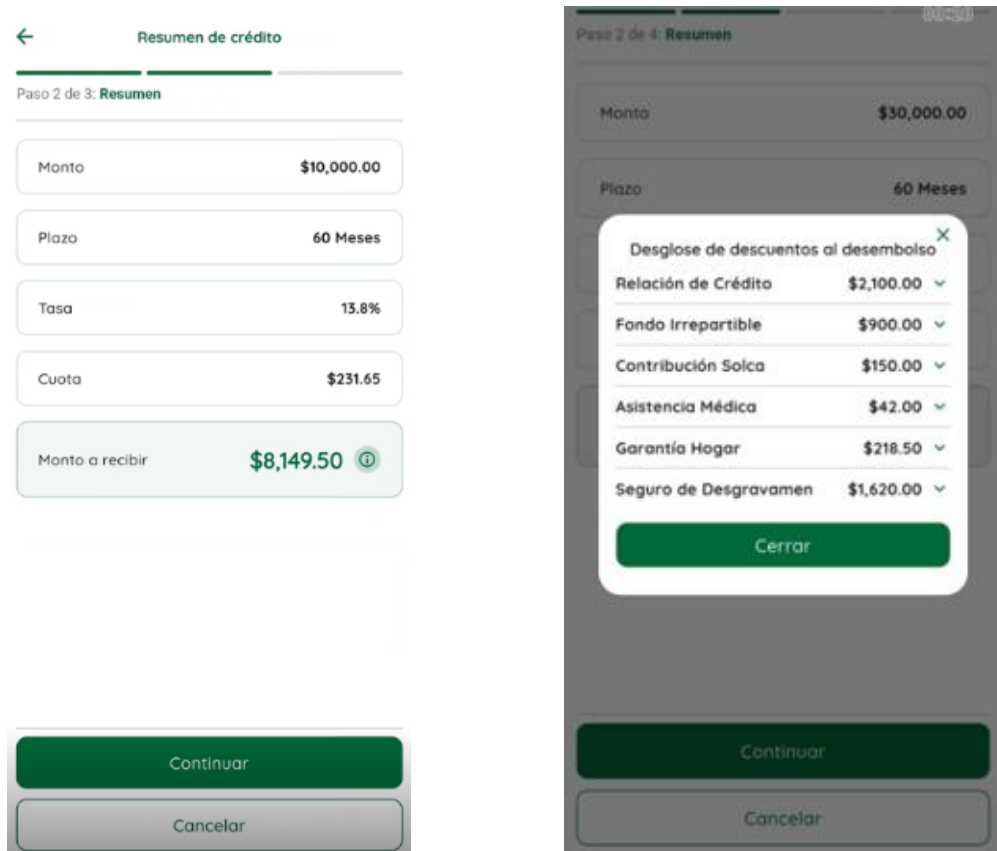 Resumen de crédito
Paso 2 de 3: Resumen
Monto $10,000.00
Plazo 60 Meses
Tasa 13.8%
Cuota $231.65
Monto a recibir $8,149.50
Continuar
Cancelar
Paso 2 de 4: Resumen
Monto $30,000.00
Plazo 60 Meses
Desglose de descuentos al desembolso
Relación de Crédito $2,100.00
Fondo Irrepartible $900.00
Contribución Solca $150.00
Asistencia Médica $42.00
Garantía Hogar $218.50
Seguro de Desgravamen $1,620.00
Cerrar
Continuar
Cancelar